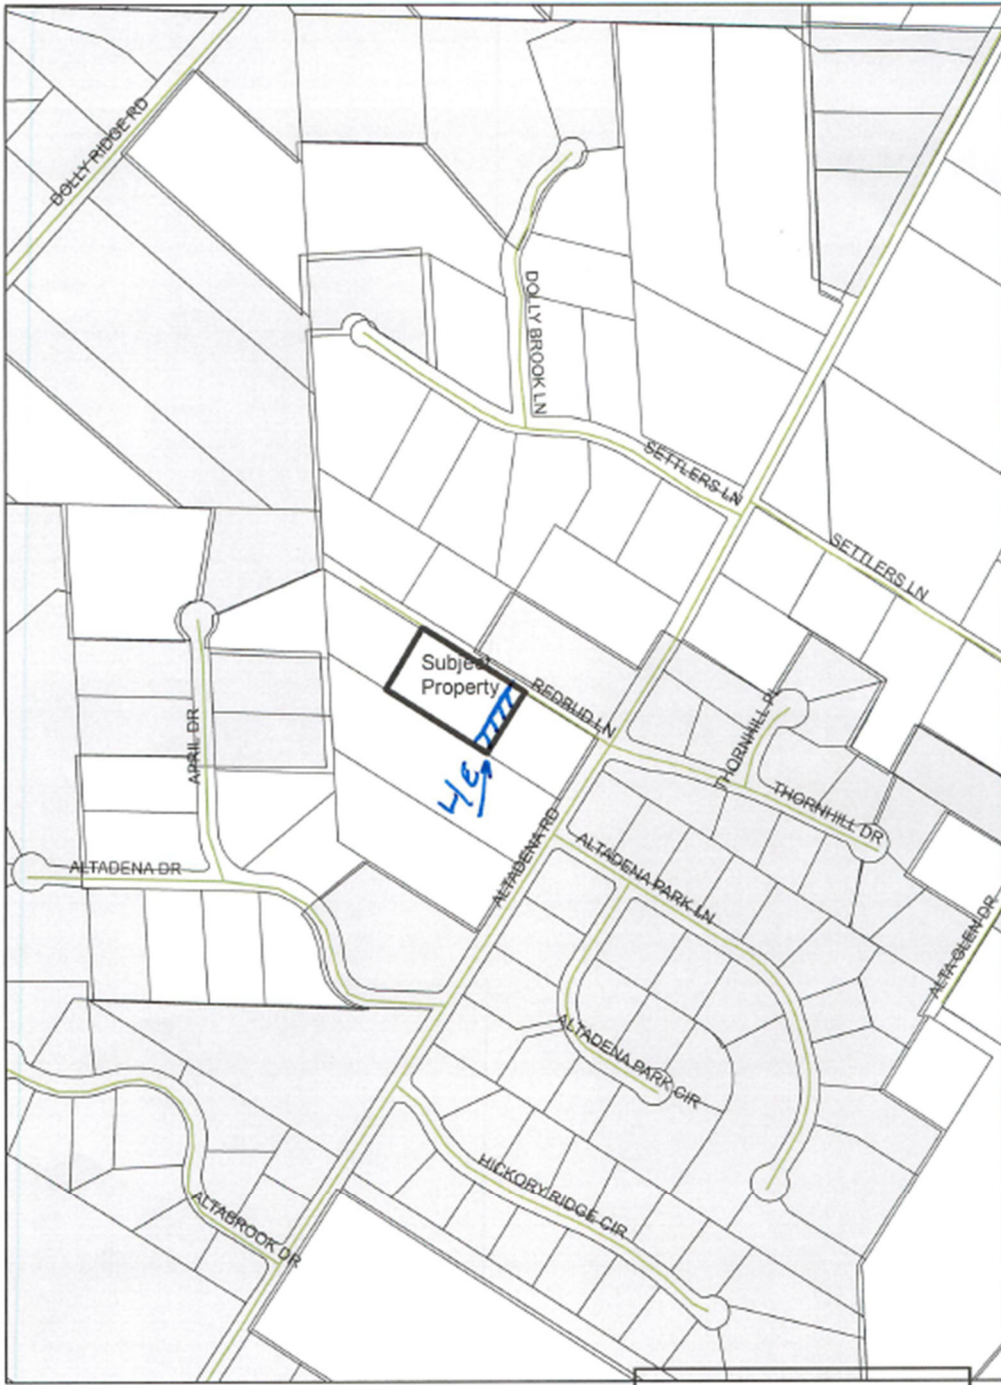 DOLLY RIDGE RD
DOLLY BROOK LN
SETTLERS LN
SETTLERS LN
Subject
Property
REDBUD LN
L/E
APRIL DR
THORNHILL PL
THORNHILL DR
ALTADENA DR
ALTADENA RD
ALTADENA PARK LN
ALTA GLEN DR
ALTADENA PARK CIR
HICKORY RIDGE CIR
ALTABROOK DR